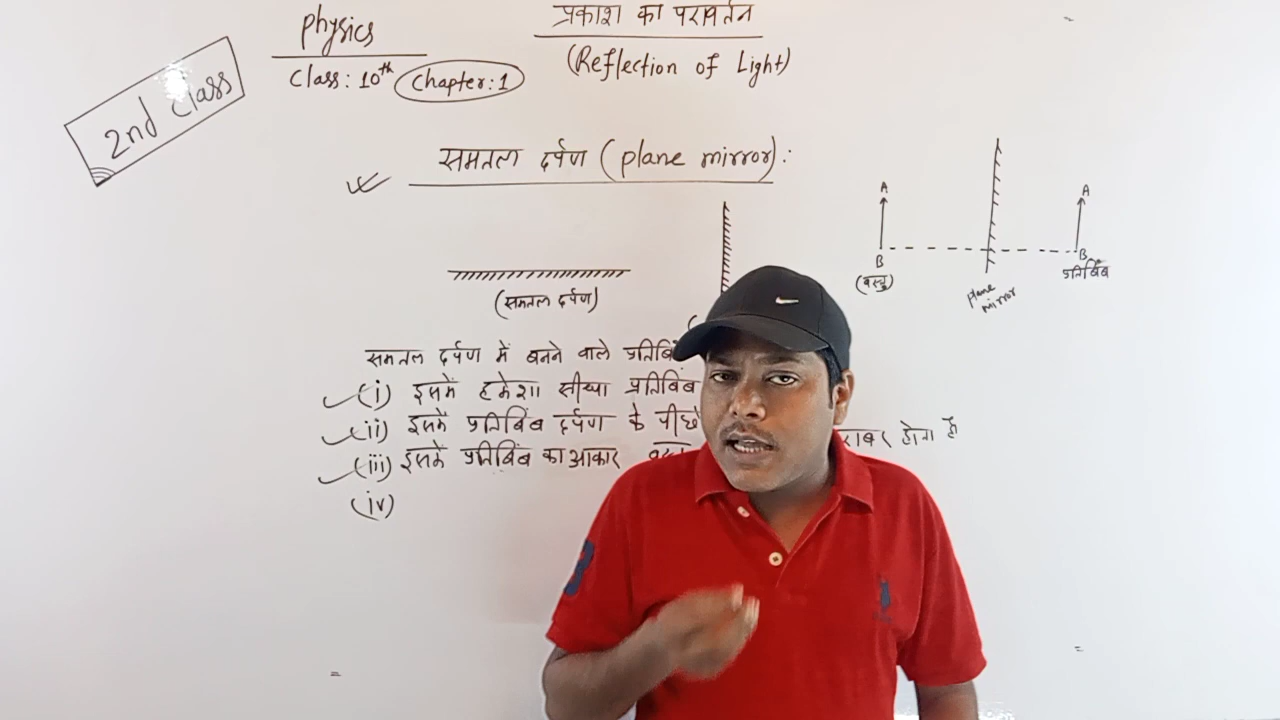 Physics
Class: 10th Chapter: 1
2nd Class
प्रकाश का परावर्तन
(Reflection of Light)
समतल दर्पण (plane mirror):
(समतल दर्पण)
A
B
(वस्तु)
plane mirror
A
B
प्रतिबिंब
समतल दर्पण में बनने वाले
(i) इसमें हमेशा सीधा प्रतिबिंब
(ii) इसमें प्रतिबिंब दर्पण के पीछे
होता है
(iii) इसमें प्रतिबिंब का आकार
(iv)
3